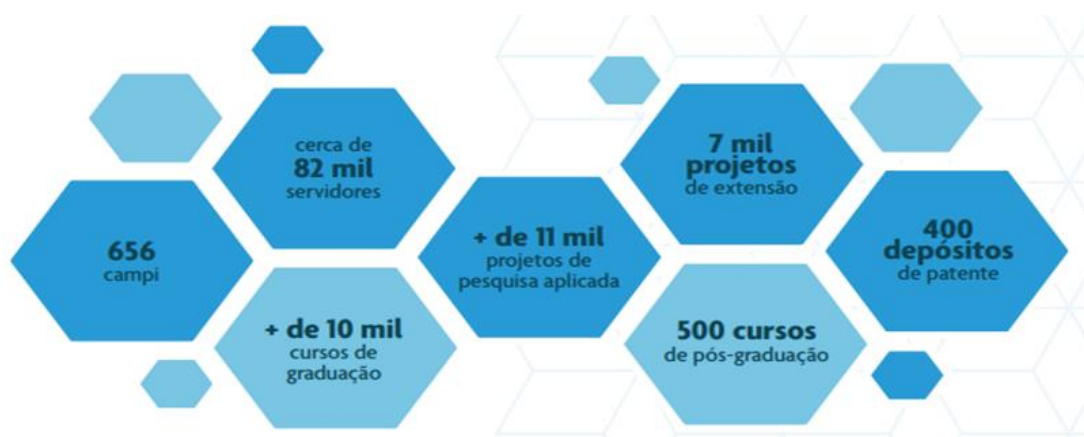 656
campi
cerca de
82 mil
servidores
+ de 10 mil
cursos de
graduação
+ de 11 mil
projetos de
pesquisa aplicada
7 mil
projetos
de extensão
500 cursos
de pós-graduação
400
depósitos
de patente